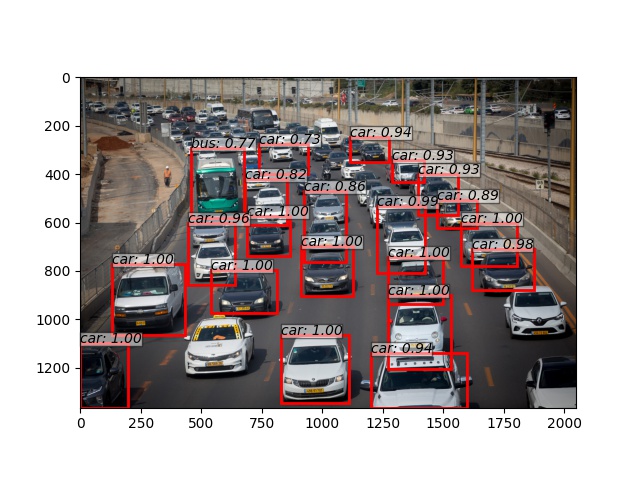 0
200
400
600
800
1000
1200
0
250
500
750
1000
1250
1500
1750
2000
car: 0.94
bus: 0.77
car: 0.73
car: 0.93
car: 0.93
car: 0.82
car: 0.86
car: 0.89
car: 0.99
car: 1.00
car: 0.96
car: 1.00
car: 1.00
car: 0.98
car: 1.00
car: 1.00
car: 1.00
car: 1.00
car: 1.00
car: 1.00
car: 0.94